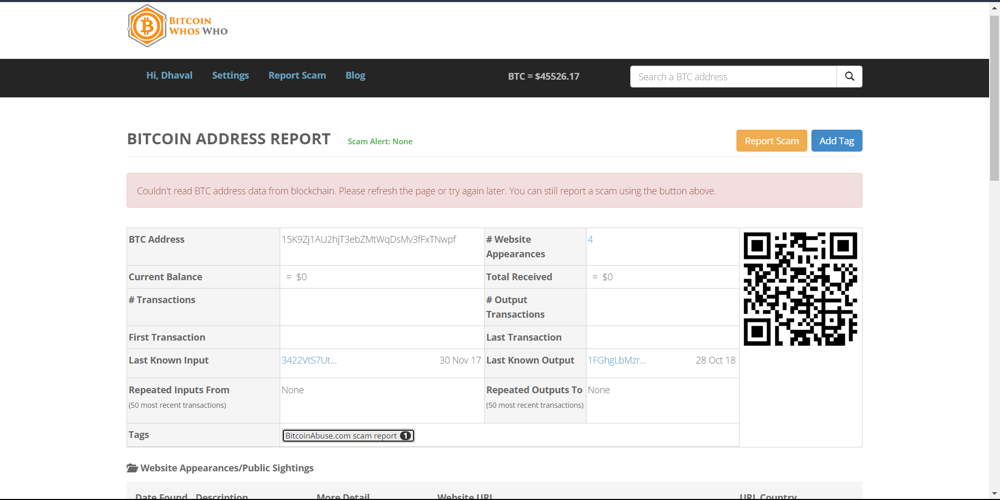 BITCOIN
WHOS WHO
Hi, Dhaval Settings Report Scam Blog BTC = $45526.17 Search a BTC address
BITCOIN ADDRESS REPORT Scam Alert: None Report Scam Add Tag
Couldn't read BTC address data from blockchain. Please refresh the page or try again later. You can still report a scam using the button above.
BTC Address 15K9Zj1AU2hjT3ebZMtWqDsMv3fFxTNwpf # Website Appearances 4
Current Balance = $0 Total Received = $0
# Transactions # Output Transactions
First Transaction Last Transaction
Last Known Input 3422VtS7Ut... 30 Nov 17 Last Known Output 1FGhgLbMzr... 28 Oct 18
Repeated Inputs From None Repeated Outputs To None
(50 most recent transactions) (50 most recent transactions)
Tags BitcoinAbuse.com scam report 1
Website Appearances/Public Sightings
Date Found Description More Detail Website URL URL Country